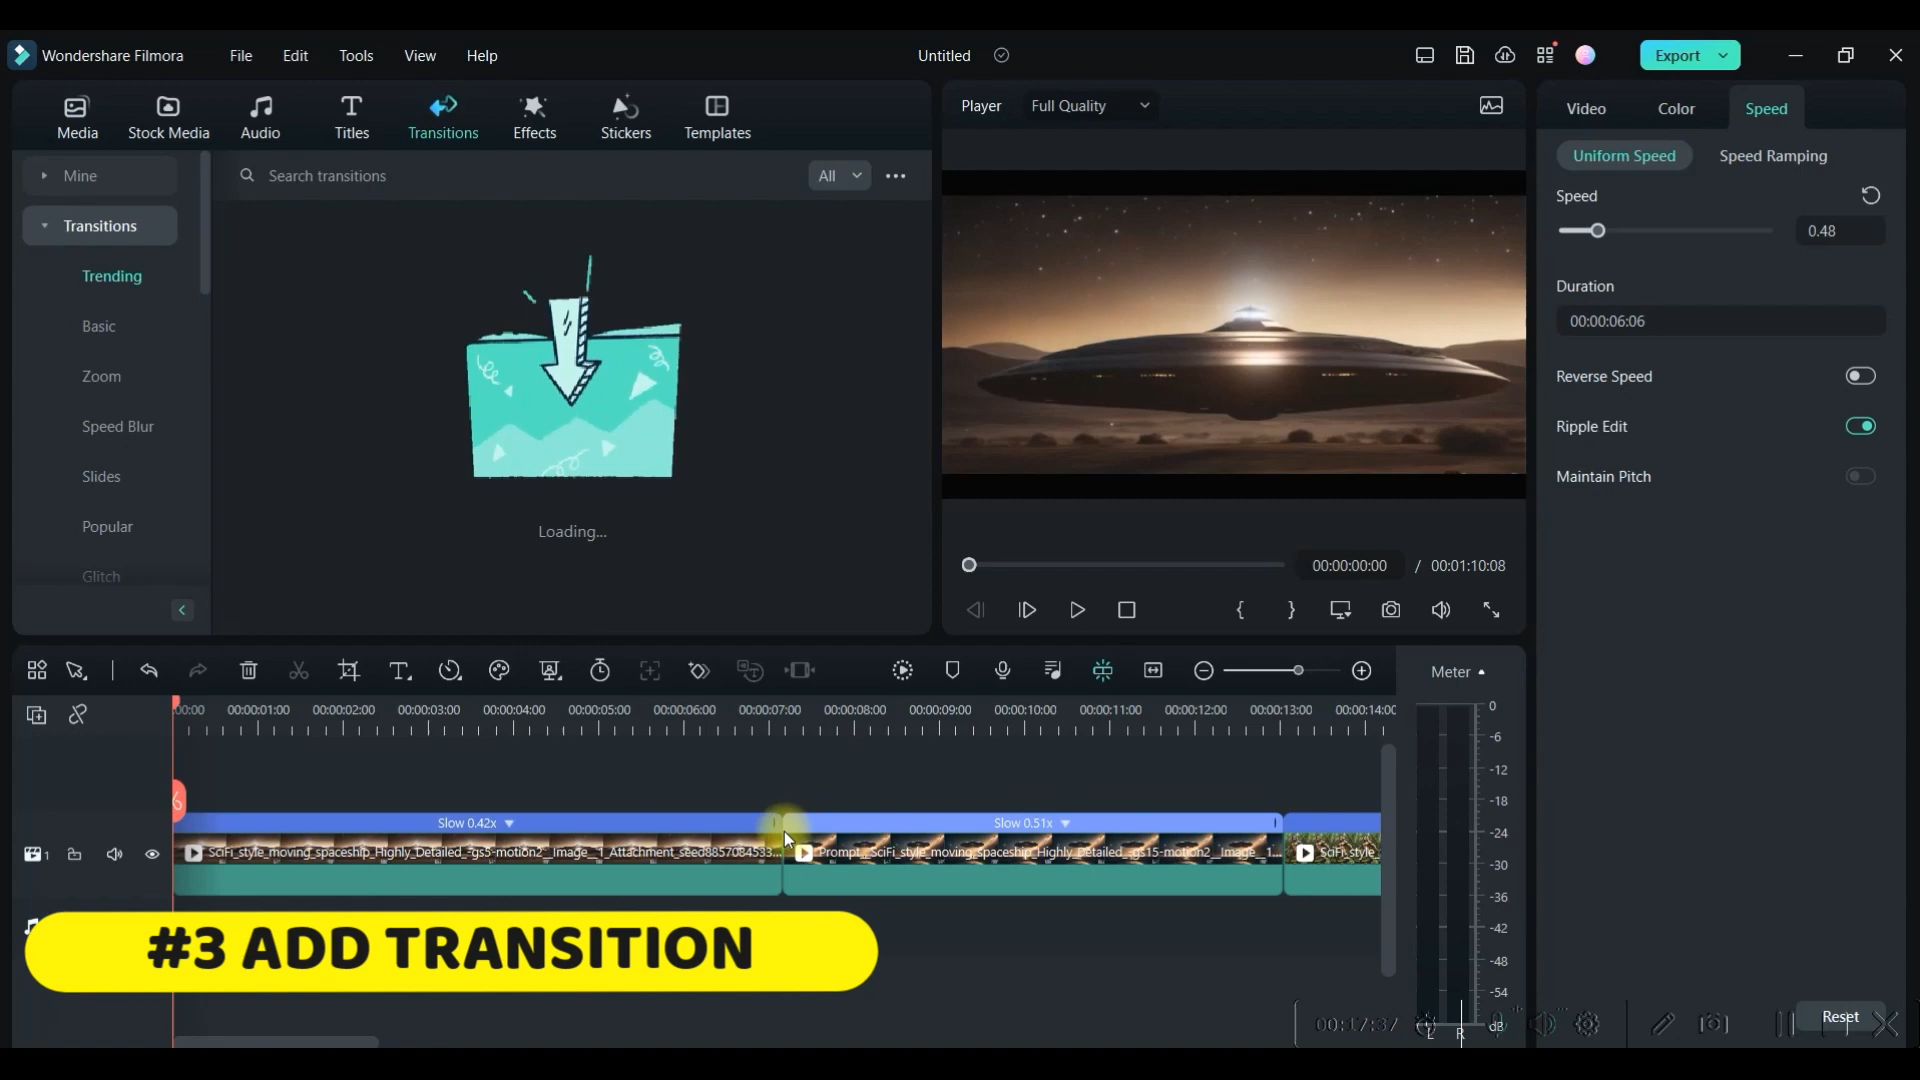 Wondershare Filmora File Edit Tools View Help Untitled Export
Media Stock Media Audio Titles Transitions Effects Stickers Templates
Mine
Search transitions All
Transitions
Trending
Basic
Zoom
Speed Blur
Slides
Popular
Glitch
Loading...
Player Full Quality
00:00:00:00 / 00:01:10:08
Video Color Speed
Uniform Speed Speed Ramping
Speed
0.48
Duration
00:00:06:06
Reverse Speed
Ripple Edit
Maintain Pitch
Reset
Meter
00:00 00:00:01:00 00:00:02:00 00:00:03:00 00:00:04:00 00:00:05:00 00:00:06:00 00:00:07:00 00:00:08:00 00:00:09:00 00:00:10:00 00:00:11:00 00:00:12:00 00:00:13:00 00:00:14:00
Slow 0.42x Slow 0.51x
1 SciFi_style_moving_spaceship_Highly_Detailed_-gs5-motion2__Image__1_Attachment_seed8857084533... Prompt__SciFi_style_moving_spaceship_Highly_Detailed_-gs15-motion2__Image__1... SciFi_style_
#3 ADD TRANSITION
0
-6
-12
-18
-24
-30
-36
-42
-48
-54
dB
L R
00:17:37